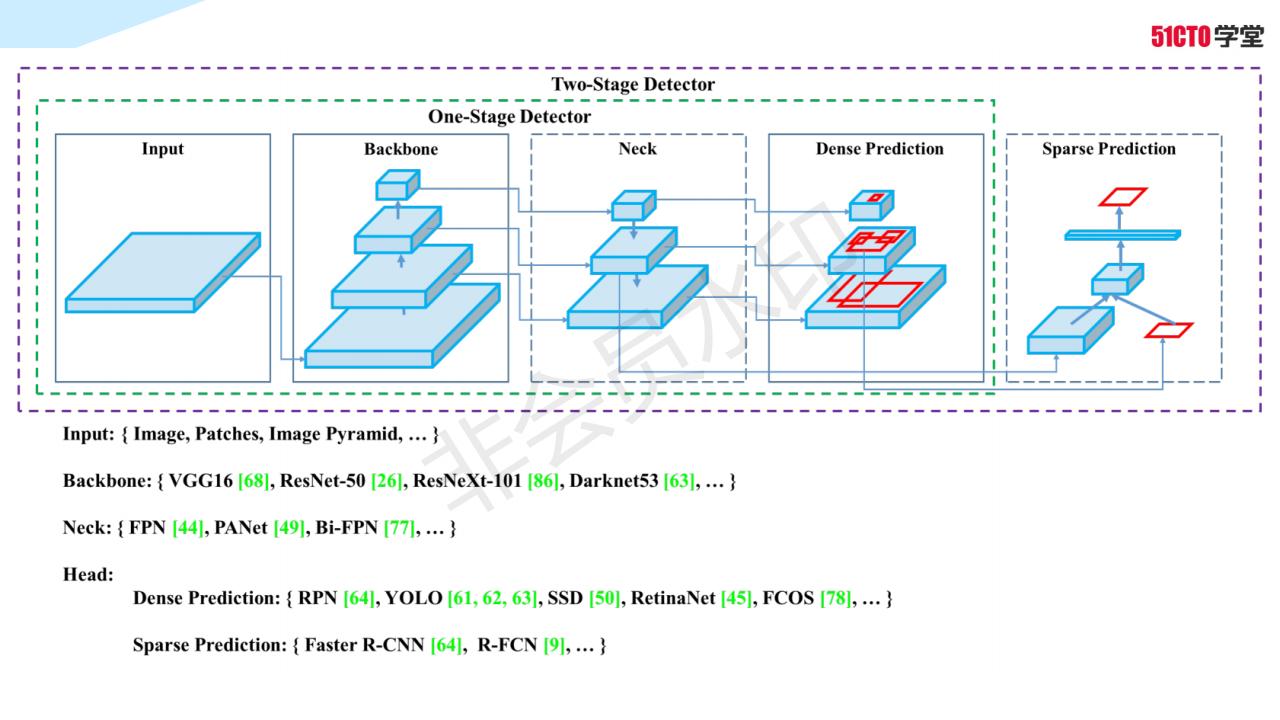 51CTO学堂
Two-Stage Detector
One-Stage Detector
Input
Backbone
Neck
Dense Prediction
Sparse Prediction
非会员水印
Input: { Image, Patches, Image Pyramid, … }
Backbone: { VGG16 [68], ResNet-50 [26], ResNeXt-101 [86], Darknet53 [63], … }
Neck: { FPN [44], PANet [49], Bi-FPN [77], … }
Head:
Dense Prediction: { RPN [64], YOLO [61, 62, 63], SSD [50], RetinaNet [45], FCOS [78], … }
Sparse Prediction: { Faster R-CNN [64], R-FCN [9], … }